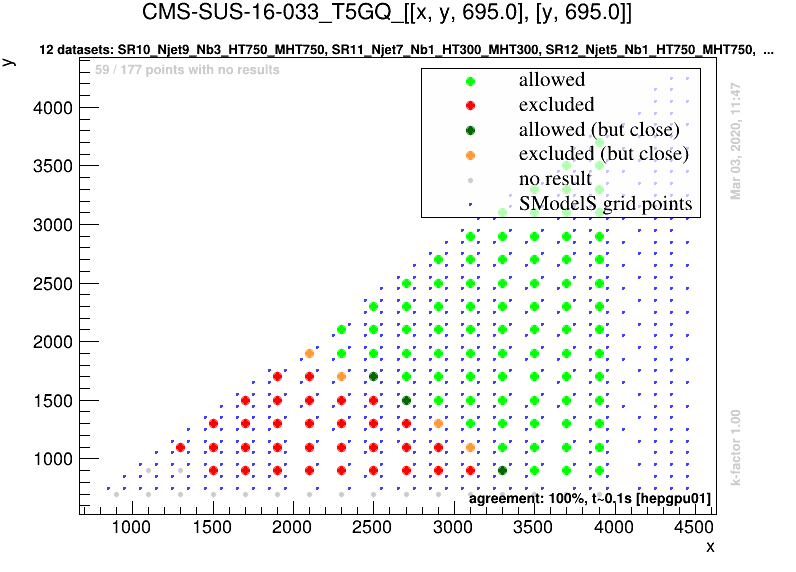 CMS-SUS-16-033_T5GQ_[[x, y, 695.0], [y, 695.0]]
12 datasets: SR10_Njet9_Nb3_HT750_MHT750, SR11_Njet7_Nb1_HT300_MHT300, SR12_Njet5_Nb1_HT750_MHT750, ...
y
59 / 177 points with no results
allowed
excluded
allowed (but close)
excluded (but close)
no result
SModelS grid points
4000
3500
3000
2500
2000
1500
1000
Mar 03, 2020, 11:47
k-factor 1.00
agreement: 100%, t~0.1s [hepgpu01]
1000 1500 2000 2500 3000 3500 4000 4500
x